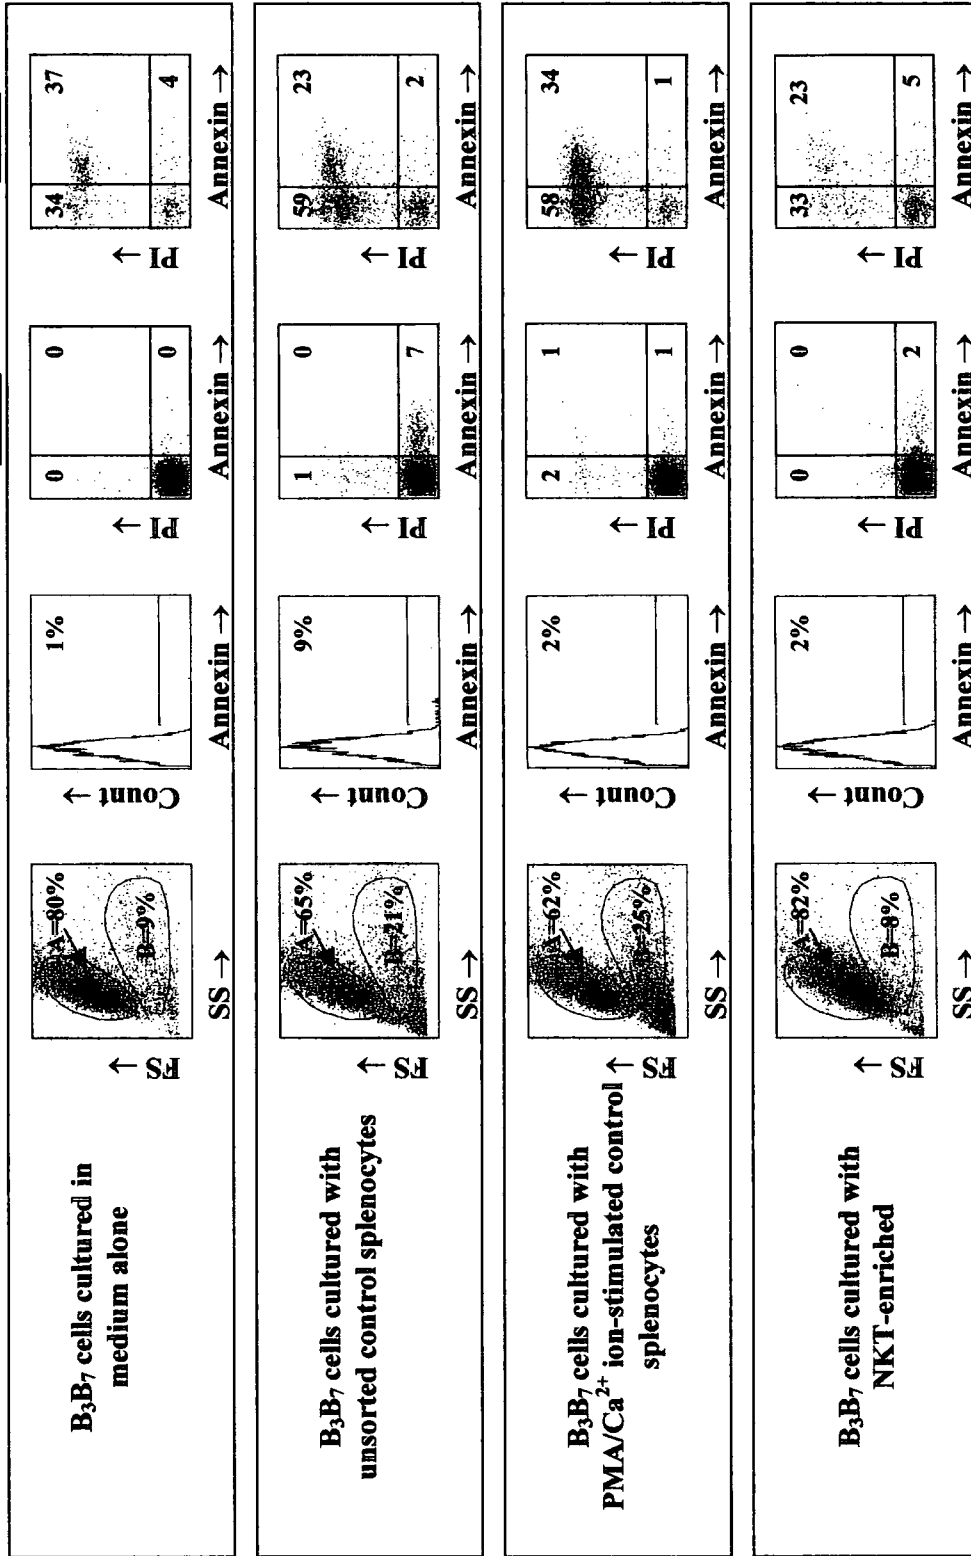 B₃B₇ cells cultured in
medium alone
FS →
A=80%
B=9%
SS →
Count →
1%
Annexin →
PI →
0
0
0
Annexin →
PI →
34
37
4
Annexin →
B₃B₇ cells cultured with
unsorted control splenocytes
FS →
A=65%
B=21%
SS →
Count →
9%
Annexin →
PI →
1
0
7
Annexin →
PI →
59
23
2
Annexin →
B₃B₇ cells cultured with
PMA/Ca²⁺ ion-stimulated control
splenocytes
FS →
A=62%
B=25%
SS →
Count →
2%
Annexin →
PI →
2
1
1
Annexin →
PI →
58
34
1
Annexin →
B₃B₇ cells cultured with
NKT-enriched
FS →
A=82%
B=8%
SS →
Count →
2%
Annexin →
PI →
0
0
2
Annexin →
PI →
33
23
5
Annexin →